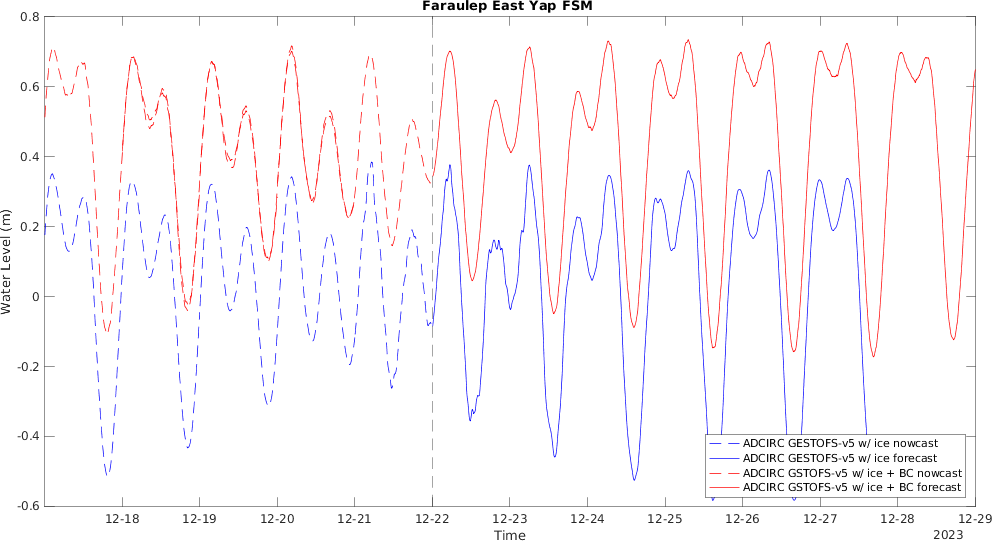 Faraulep East Yap FSM
0.8
0.6
0.4
0.2
0
-0.2
-0.4
-0.6
Water Level (m)
ADCIRC GESTOFS-v5 w/ ice nowcast
ADCIRC GESTOFS-v5 w/ ice forecast
ADCIRC GSTOFS-v5 w/ ice + BC nowcast
ADCIRC GSTOFS-v5 w/ ice + BC forecast
12-18 12-19 12-20 12-21 12-22 12-23 12-24 12-25 12-26 12-27 12-28 12-29
Time
2023